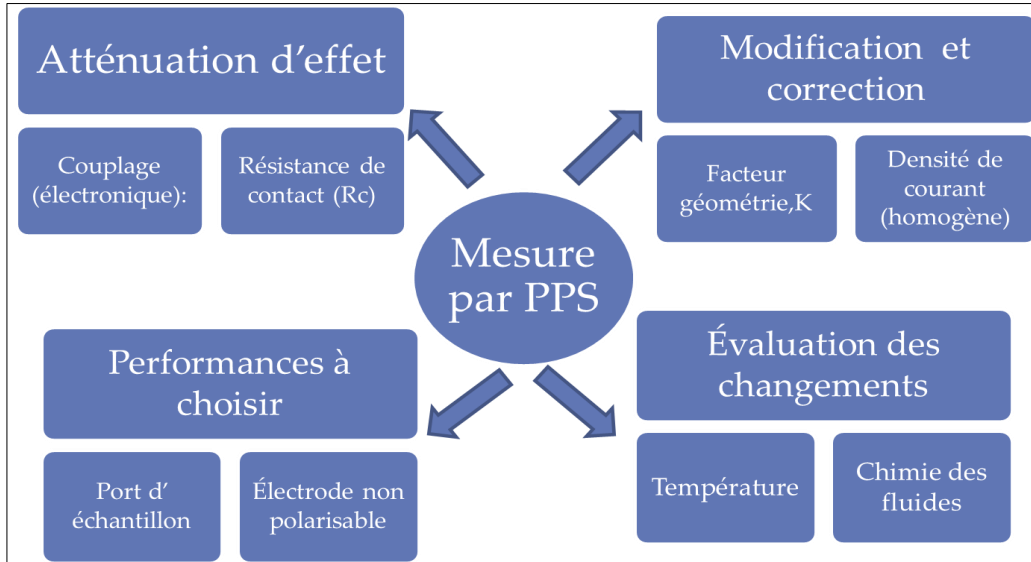 Atténuation d'effet
Couplage
(électronique):
Résistance de
contact (Rc)
Modification et
correction
Facteur
géométrie,K
Densité de
courant
(homogène)
Mesure
par PPS
Performances à
choisir
Port d'
échantillon
Électrode non
polarisable
Évaluation des
changements
Température
Chimie des
fluides